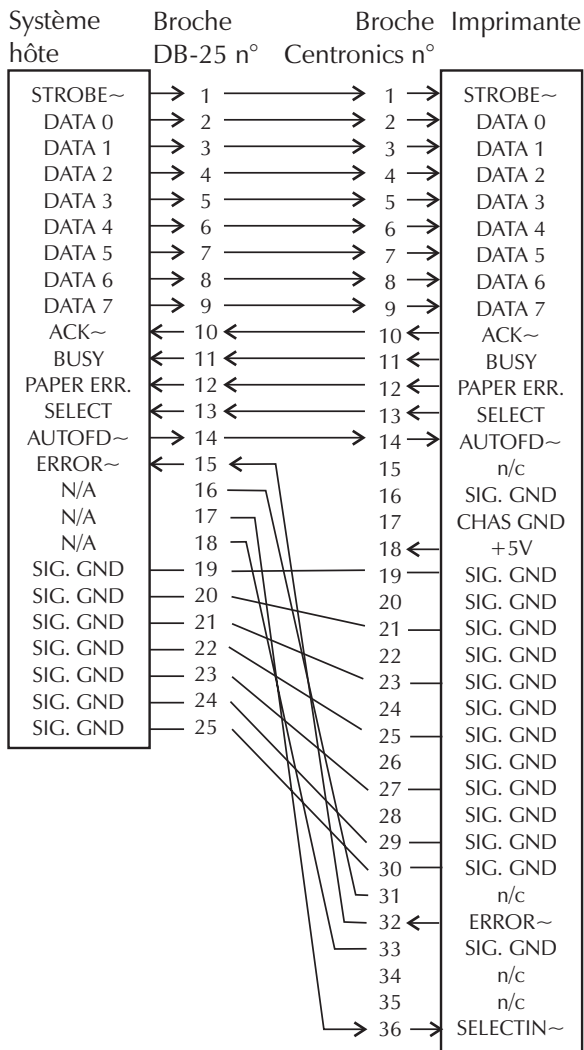 Système hôte
Broche DB-25 n°
Broche Centronics n°
Imprimante
STROBE~ 1 1 STROBE~
DATA 0 2 2 DATA 0
DATA 1 3 3 DATA 1
DATA 2 4 4 DATA 2
DATA 3 5 5 DATA 3
DATA 4 6 6 DATA 4
DATA 5 7 7 DATA 5
DATA 6 8 8 DATA 6
DATA 7 9 9 DATA 7
ACK~ 10 10 ACK~
BUSY 11 11 BUSY
PAPER ERR. 12 12 PAPER ERR.
SELECT 13 13 SELECT
AUTOFD~ 14 14 AUTOFD~
ERROR~ 15 15 n/c
N/A 16 16 SIG. GND
N/A 17 17 CHAS GND
N/A 18 18 +5V
SIG. GND 19 19 SIG. GND
SIG. GND 20 20 SIG. GND
SIG. GND 21 21 SIG. GND
SIG. GND 22 22 SIG. GND
SIG. GND 23 23 SIG. GND
SIG. GND 24 24 SIG. GND
SIG. GND 25 25 SIG. GND
26 SIG. GND
27 SIG. GND
28 SIG. GND
29 SIG. GND
30 SIG. GND
31 n/c
32 ERROR~
33 SIG. GND
34 n/c
35 n/c
36 SELECTIN~